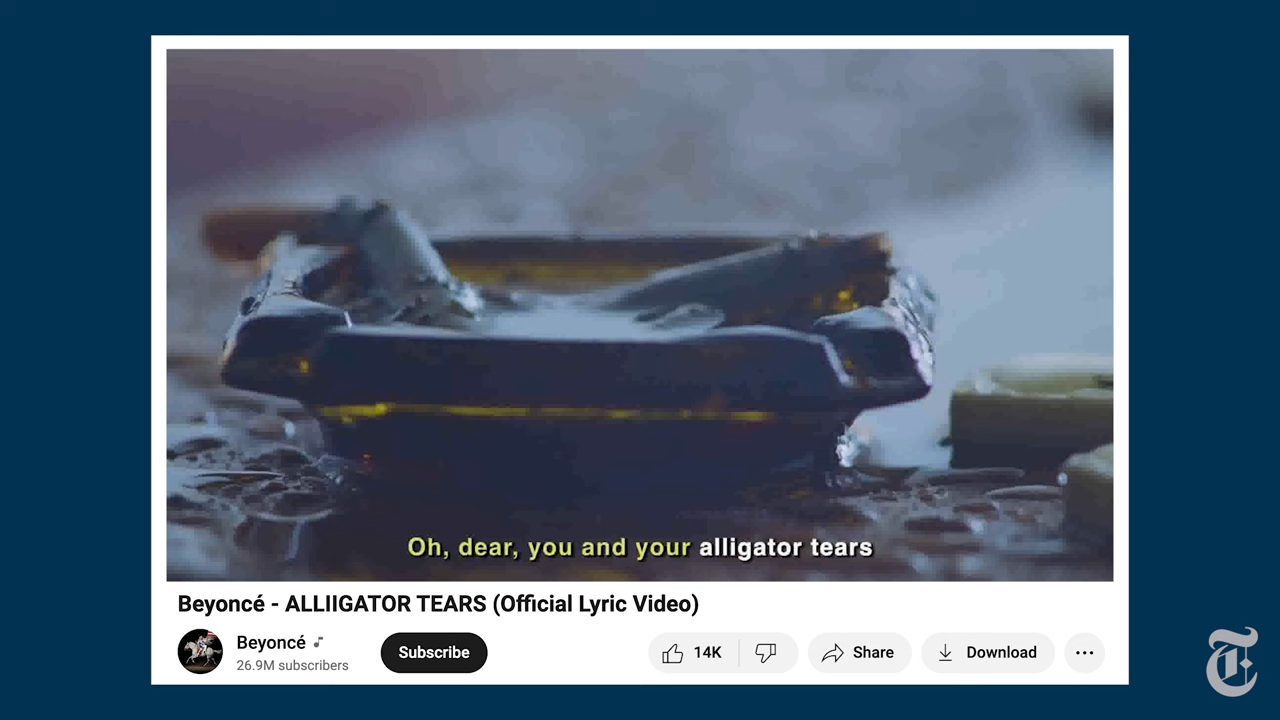 Oh, dear, you and your alligator tears
Beyoncé - ALLIIGATOR TEARS (Official Lyric Video)
Beyoncé
26.9M subscribers
Subscribe
14K
Share
Download
T